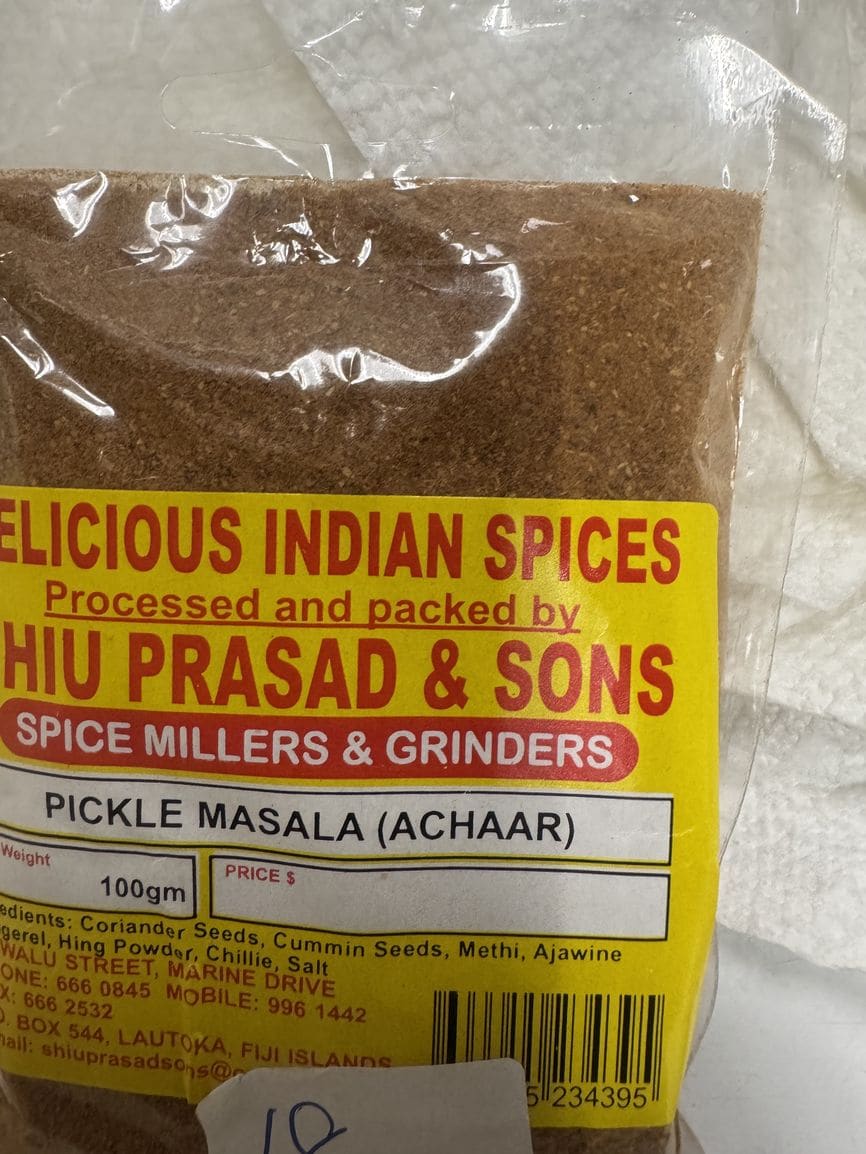 ELICIOUS INDIAN SPICES
Processed and packed by
HIU PRASAD & SONS
SPICE MILLERS & GRINDERS
PICKLE MASALA (ACHAAR)
Weight
100gm
PRICE $
edients: Coriander Seeds, Cummin Seeds, Methi, Ajawine
gerel, Hing Powder, Chillie, Salt
WALU STREET, MARINE DRIVE
ONE: 666 0845 MOBILE: 996 1442
X: 666 2532
. BOX 544, LAUTOKA, FIJI ISLANDS
ail: shiuprasadsons@
5 234395